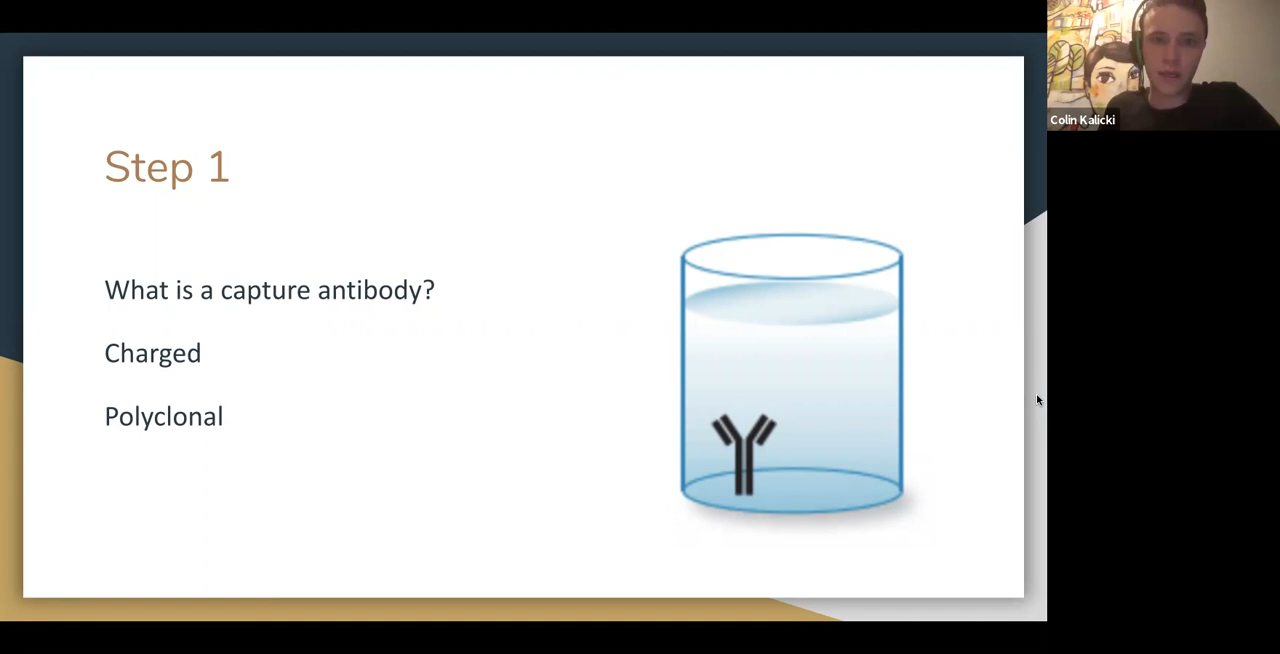 Step 1
What is a capture antibody?
Charged
Polyclonal
Colin Kalicki